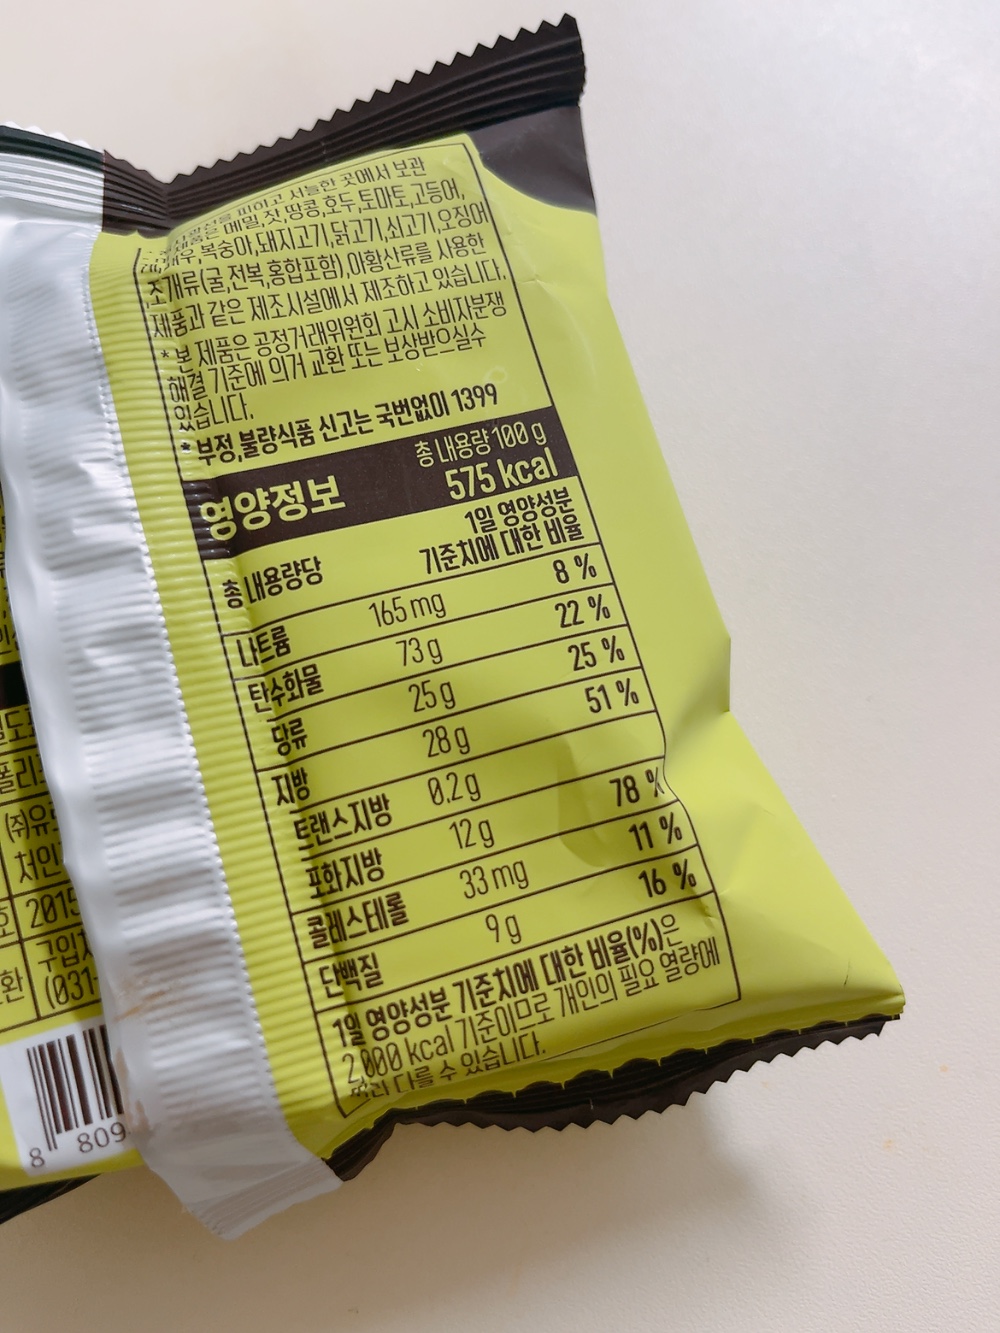 피하고 서늘한 곳에서 보관
메밀,잣,땅콩,호두,토마토,고등어,
새우,복숭아,돼지고기,닭고기,쇠고기,오징어
조개류(굴,전복,홍합포함),이황산류를 사용한
제품과 같은 제조시설에서 제조하고 있습니다.
* 본 제품은 공정거래위원회 고시 소비자분쟁
해결 기준에 의거 교환 또는 보상받으실수
있습니다.
* 부정,불량식품 신고는 국번없이 1399
영양정보
총 내용량 100 g
575 kcal
총 내용량당
1일 영양성분
기준치에 대한 비율
나트륨 165 mg 8 %
탄수화물 73 g 22 %
당류 25 g 25 %
지방 28 g 51 %
트랜스지방 0.2 g
포화지방 12 g 78 %
콜레스테롤 33 mg 11 %
단백질 9 g 16 %
1일 영양성분 기준치에 대한 비율(%)은
2,000 kcal 기준이므로 개인의 필요 열량에
따라 다를 수 있습니다.
폴리
(주)유
처인
2015
구입
환
(031-
8 809